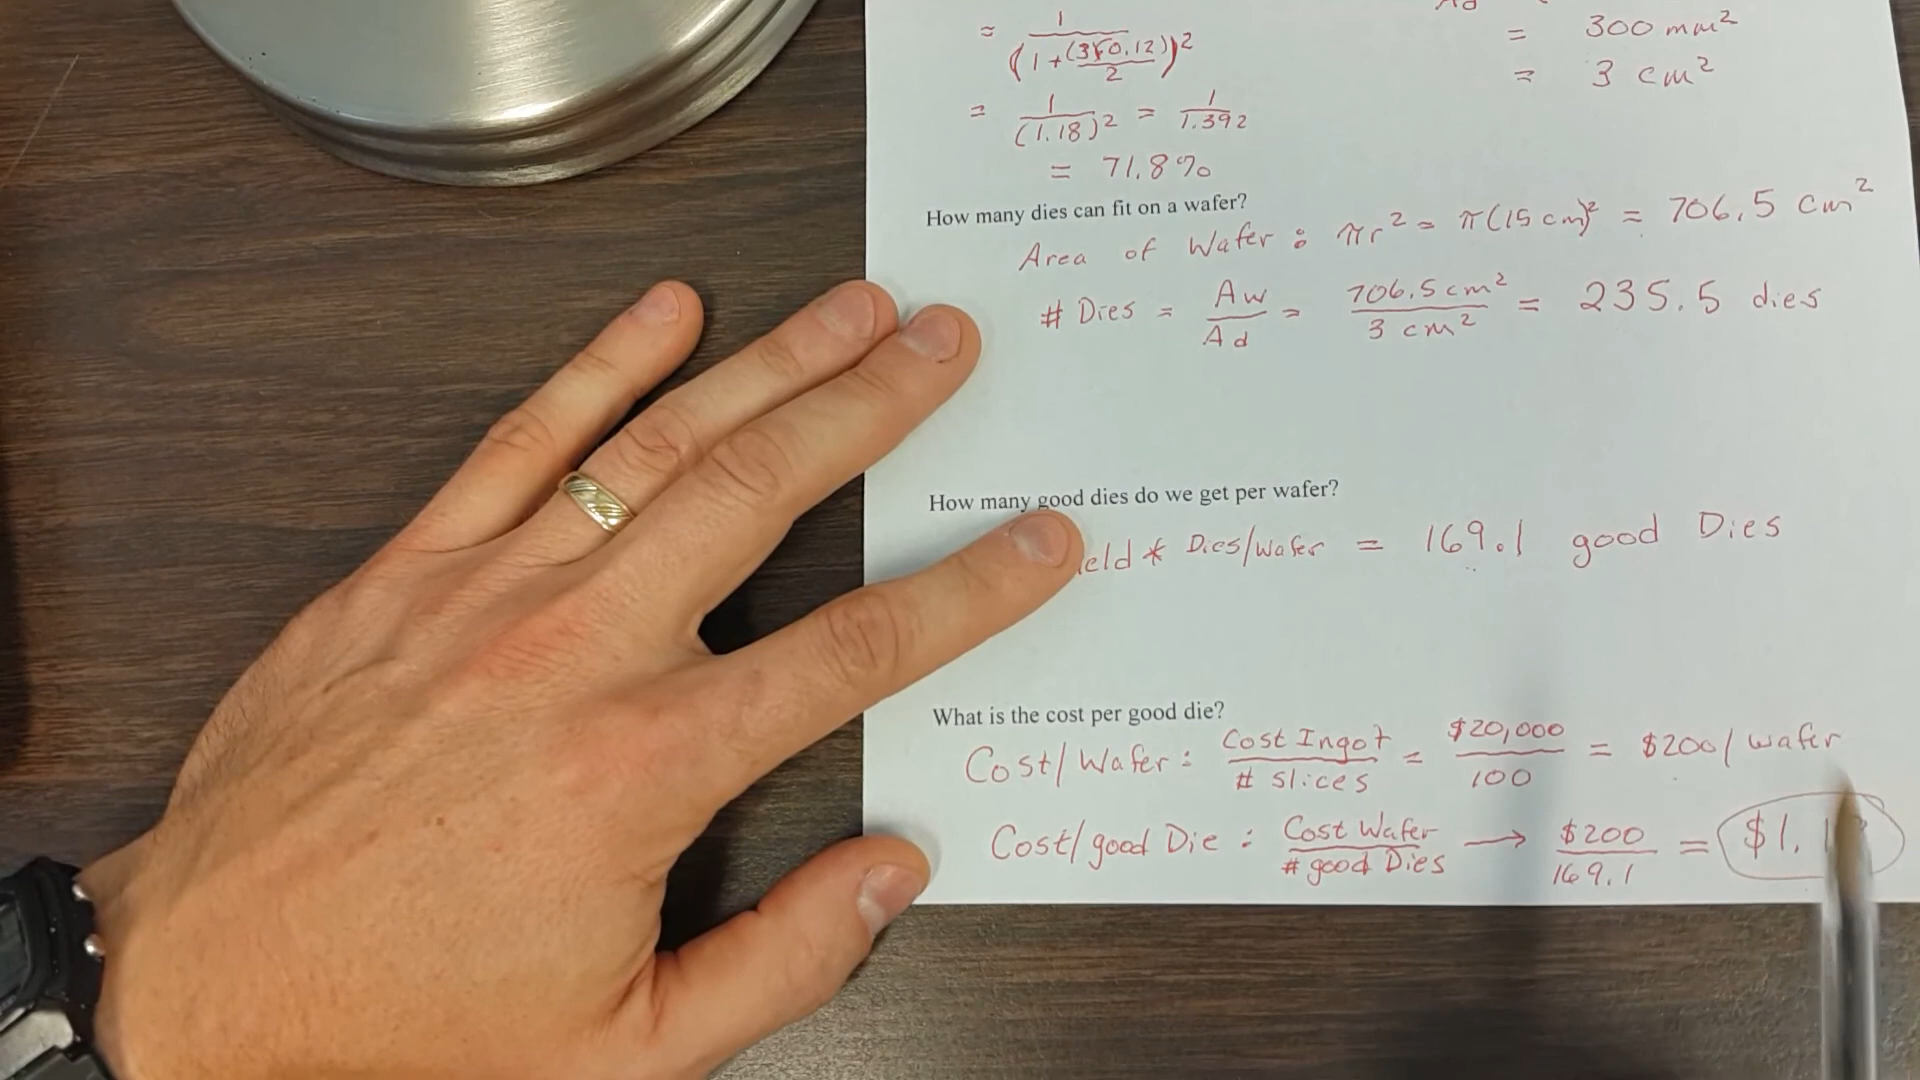 = 1 / (1 + (3)(0.12) / 2)^2
= 300 mm²
= 3 cm²
= 1 / (1.18)^2 = 1 / 1.392
= 71.8%
How many dies can fit on a wafer?
Area of Wafer : πr² = π(15 cm)² = 706.5 cm²
# Dies = Aw / Ad = 706.5 cm² / 3 cm² = 235.5 dies
How many good dies do we get per wafer?
* Dies/wafer = 169.1 good Dies
What is the cost per good die?
Cost/Wafer : Cost Ingot / # slices = $20,000 / 100 = $200/wafer
Cost/good Die : Cost Wafer / # good Dies → $200 / 169.1 =